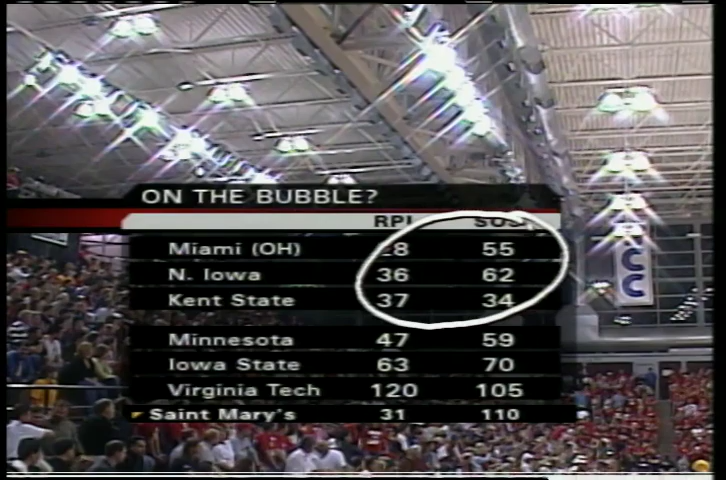 ON THE BUBBLE?
RPI SOS
Miami (OH) 28 55
N. Iowa 36 62
Kent State 37 34
Minnesota 47 59
Iowa State 63 70
Virginia Tech 120 105
Saint Mary's 31 110
CC